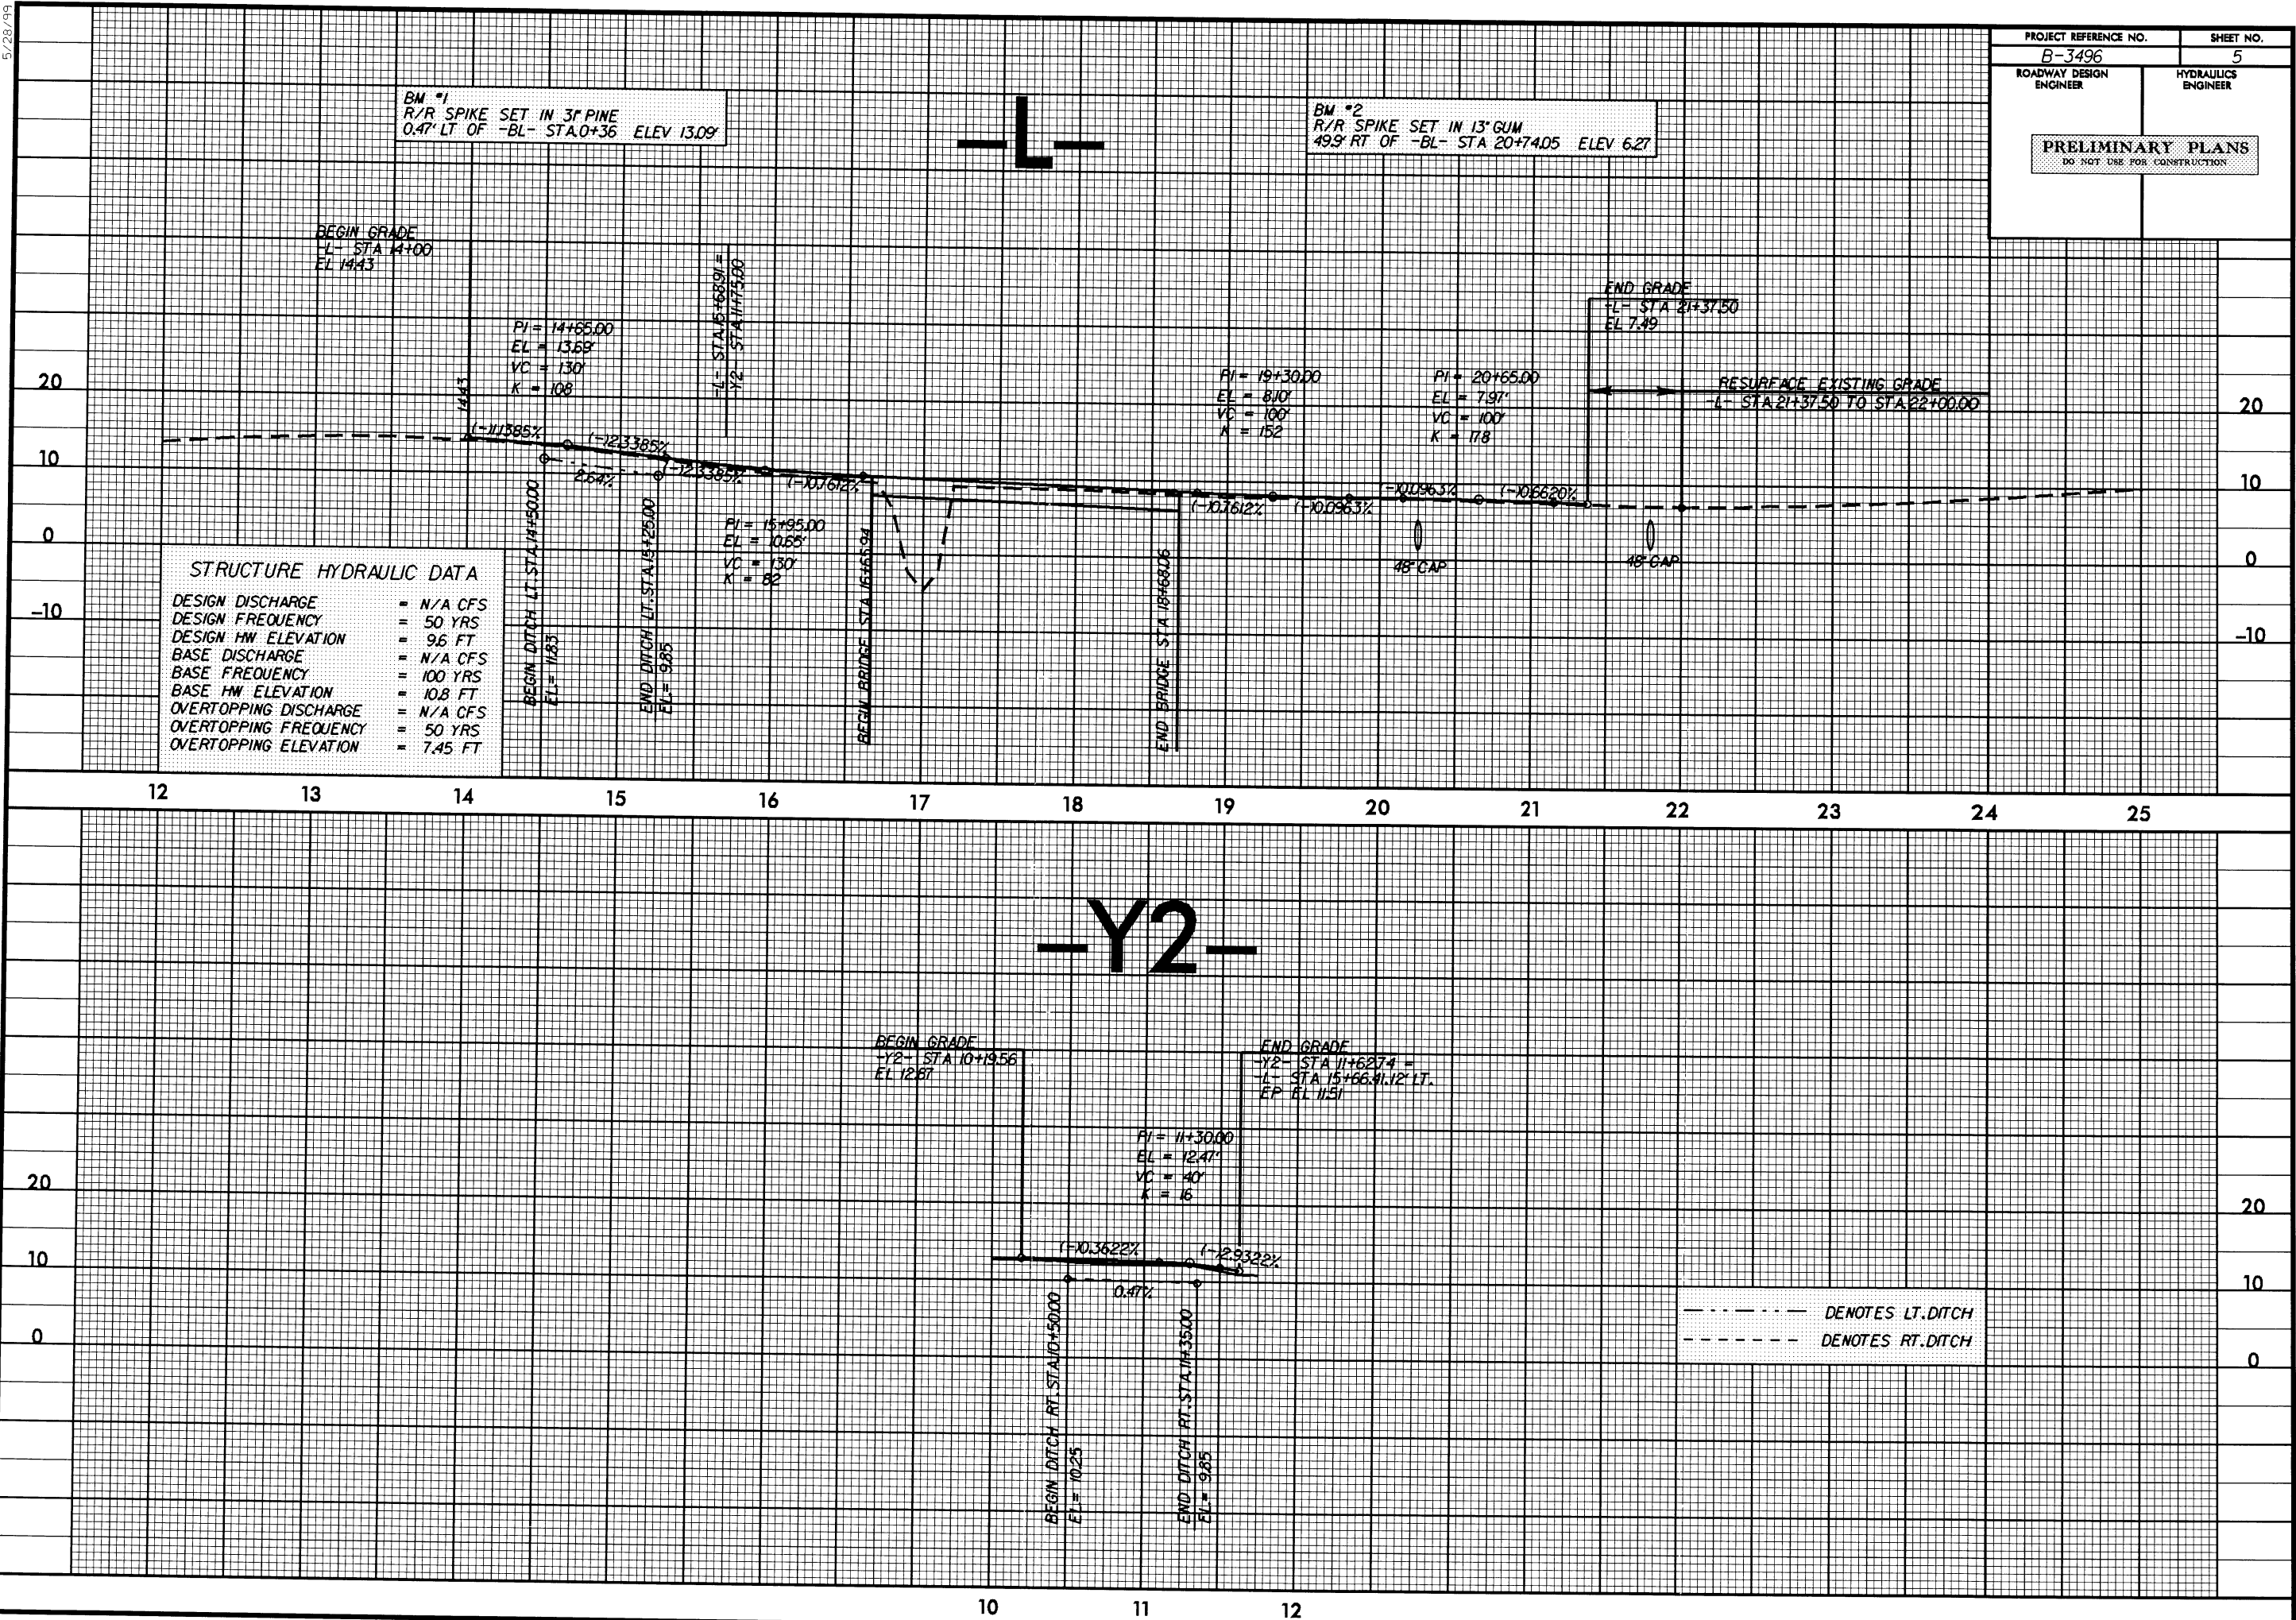 5/28/99
PROJECT REFERENCE NO.
SHEET NO.
B-3496
5
ROADWAY DESIGN
ENGINEER
HYDRAULICS
ENGINEER
PRELIMINARY PLANS
DO NOT USE FOR CONSTRUCTION
BM #1
R/R SPIKE SET IN 31" PINE
0.47' LT OF -BL- STA.0+36 ELEV 13.09'
-L-
BM #2
R/R SPIKE SET IN 13" GUM
49.9' RT OF -BL- STA 20+74.05 ELEV 6.27
BEGIN GRADE
-L- STA 14+00
EL 14.43
14.43
PI = 14+65.00
EL = 13.69'
VC = 130'
K = 108
-L- STA.15+68.91 =
-Y2- STA.11+75.00
PI = 19+30.00
EL = 8.10'
VC = 100'
K = 152
PI = 20+65.00
EL = 7.97'
VC = 100'
K = 178
END GRADE
-L- STA 21+37.50
EL 7.49
RESURFACE EXISTING GRADE
-L- STA.21+37.50 TO STA.22+00.00
20
10
0
-10
20
10
0
-10
(-)1.1385%
(-)2.3385%
(-)2.3385%
(-)0.7612%
(-)0.7612%
(-)0.0963%
(-)0.0963%
(-)0.6620%
2.64%
PI = 15+95.00
EL = 10.65'
VC = 130'
K = 82
BEGIN DITCH LT. STA.14+50.00
EL.= 11.83
END DITCH LT. STA.15+25.00
EL.= 9.85
BEGIN BRIDGE STA 16+65.94
END BRIDGE STA 18+68.06
48" CAP
48" CAP
STRUCTURE HYDRAULIC DATA
DESIGN DISCHARGE = N/A CFS
DESIGN FREQUENCY = 50 YRS
DESIGN HW ELEVATION = 9.6 FT
BASE DISCHARGE = N/A CFS
BASE FREQUENCY = 100 YRS
BASE HW ELEVATION = 10.8 FT
OVERTOPPING DISCHARGE = N/A CFS
OVERTOPPING FREQUENCY = 50 YRS
OVERTOPPING ELEVATION = 7.45 FT
12 13 14 15 16 17 18 19 20 21 22 23 24 25
-Y2-
BEGIN GRADE
-Y2- STA 10+19.56
EL 12.87
END GRADE
-Y2- STA 11+62.74 =
-L- STA 15+66.41,12' LT.
EP EL 11.51
PI = 11+30.00
EL = 12.47'
VC = 40'
K = 16
20
10
0
20
10
0
(-)0.3622%
(-)2.9322%
0.47%
BEGIN DITCH RT. STA.10+50.00
EL.= 10.25
END DITCH RT. STA.11+35.00
EL.= 9.85
DENOTES LT.DITCH
DENOTES RT.DITCH
10 11 12